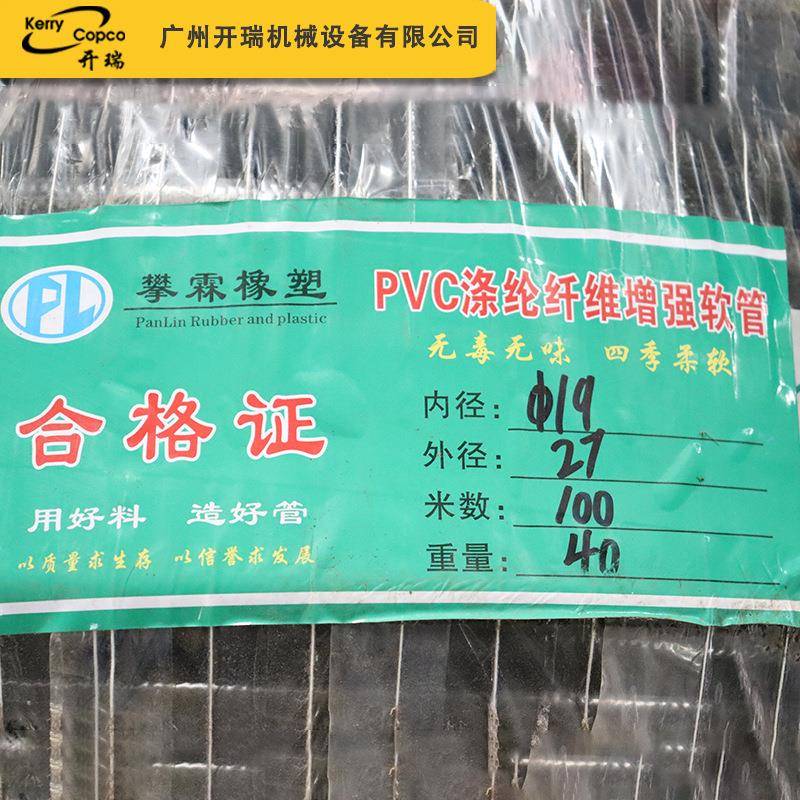 Kerry
Copco
开瑞
广州开瑞机械设备有限公司
PL
攀霖橡塑
PanLin Rubber and plastic
PVC涤纶纤维增强软管
无毒无味 四季柔软
合格证
内径: φ19
外径: 27
米数: 100
重量: 40
用好料 造好管
以质量求生存 以信誉求发展